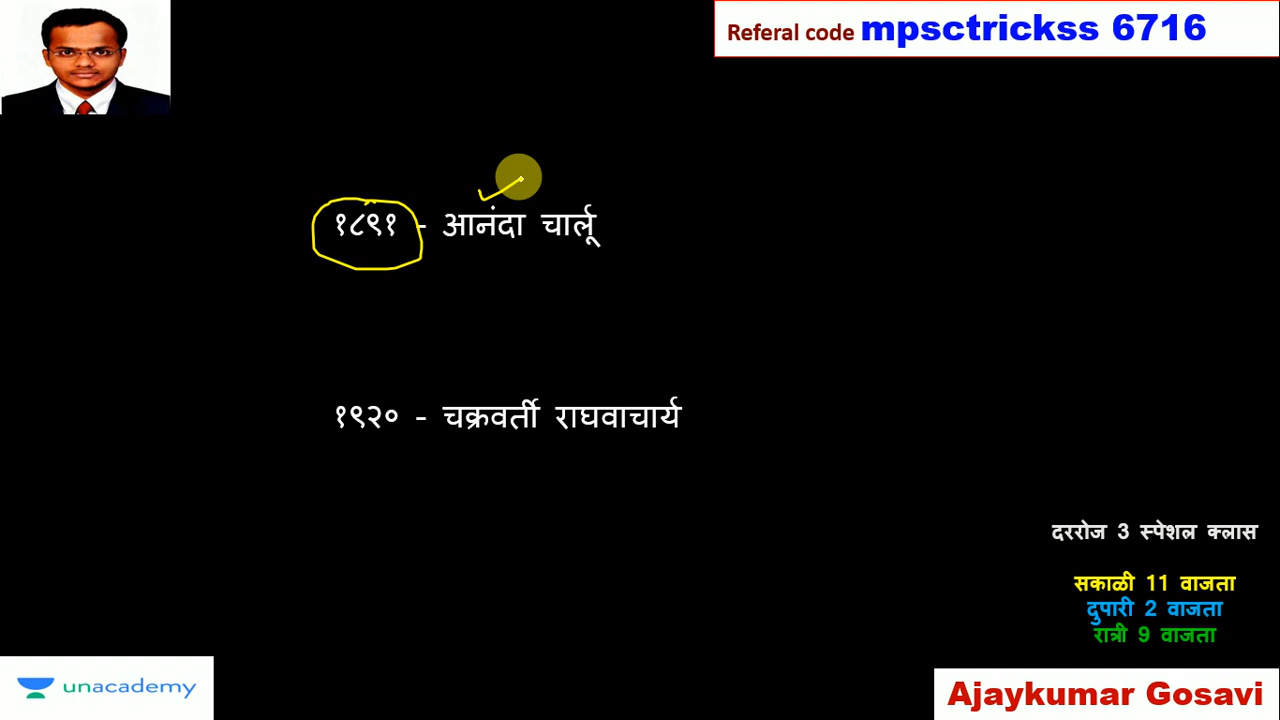 Referal code mpsctrickss 6716
१८९१ - आनंदा चार्लू
१९२० - चक्रवर्ती राघवाचार्य
दररोज 3 स्पेशल क्लास
सकाळी 11 वाजता
दुपारी 2 वाजता
रात्री 9 वाजता
unacademy
Ajaykumar Gosavi